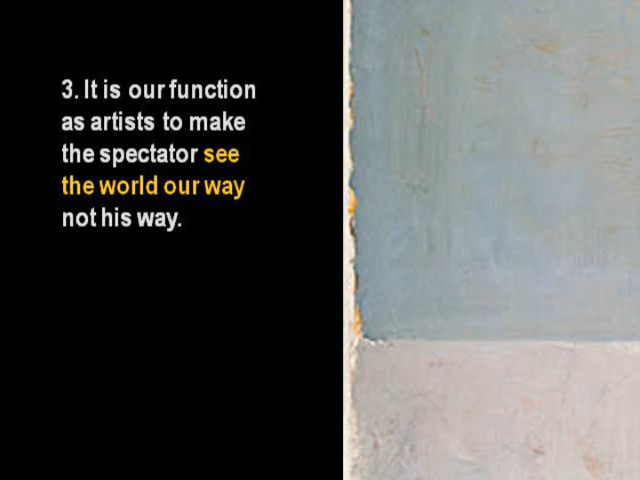 3. It is our function
as artists to make
the spectator see
the world our way
not his way.